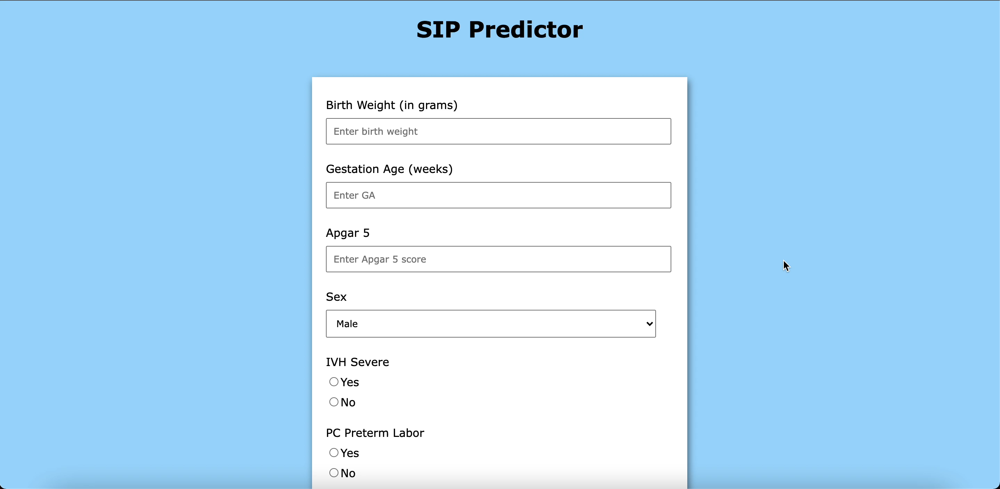 SIP Predictor
Birth Weight (in grams)
Enter birth weight
Gestation Age (weeks)
Enter GA
Apgar 5
Enter Apgar 5 score
Sex
Male
IVH Severe
Yes
No
PC Preterm Labor
Yes
No